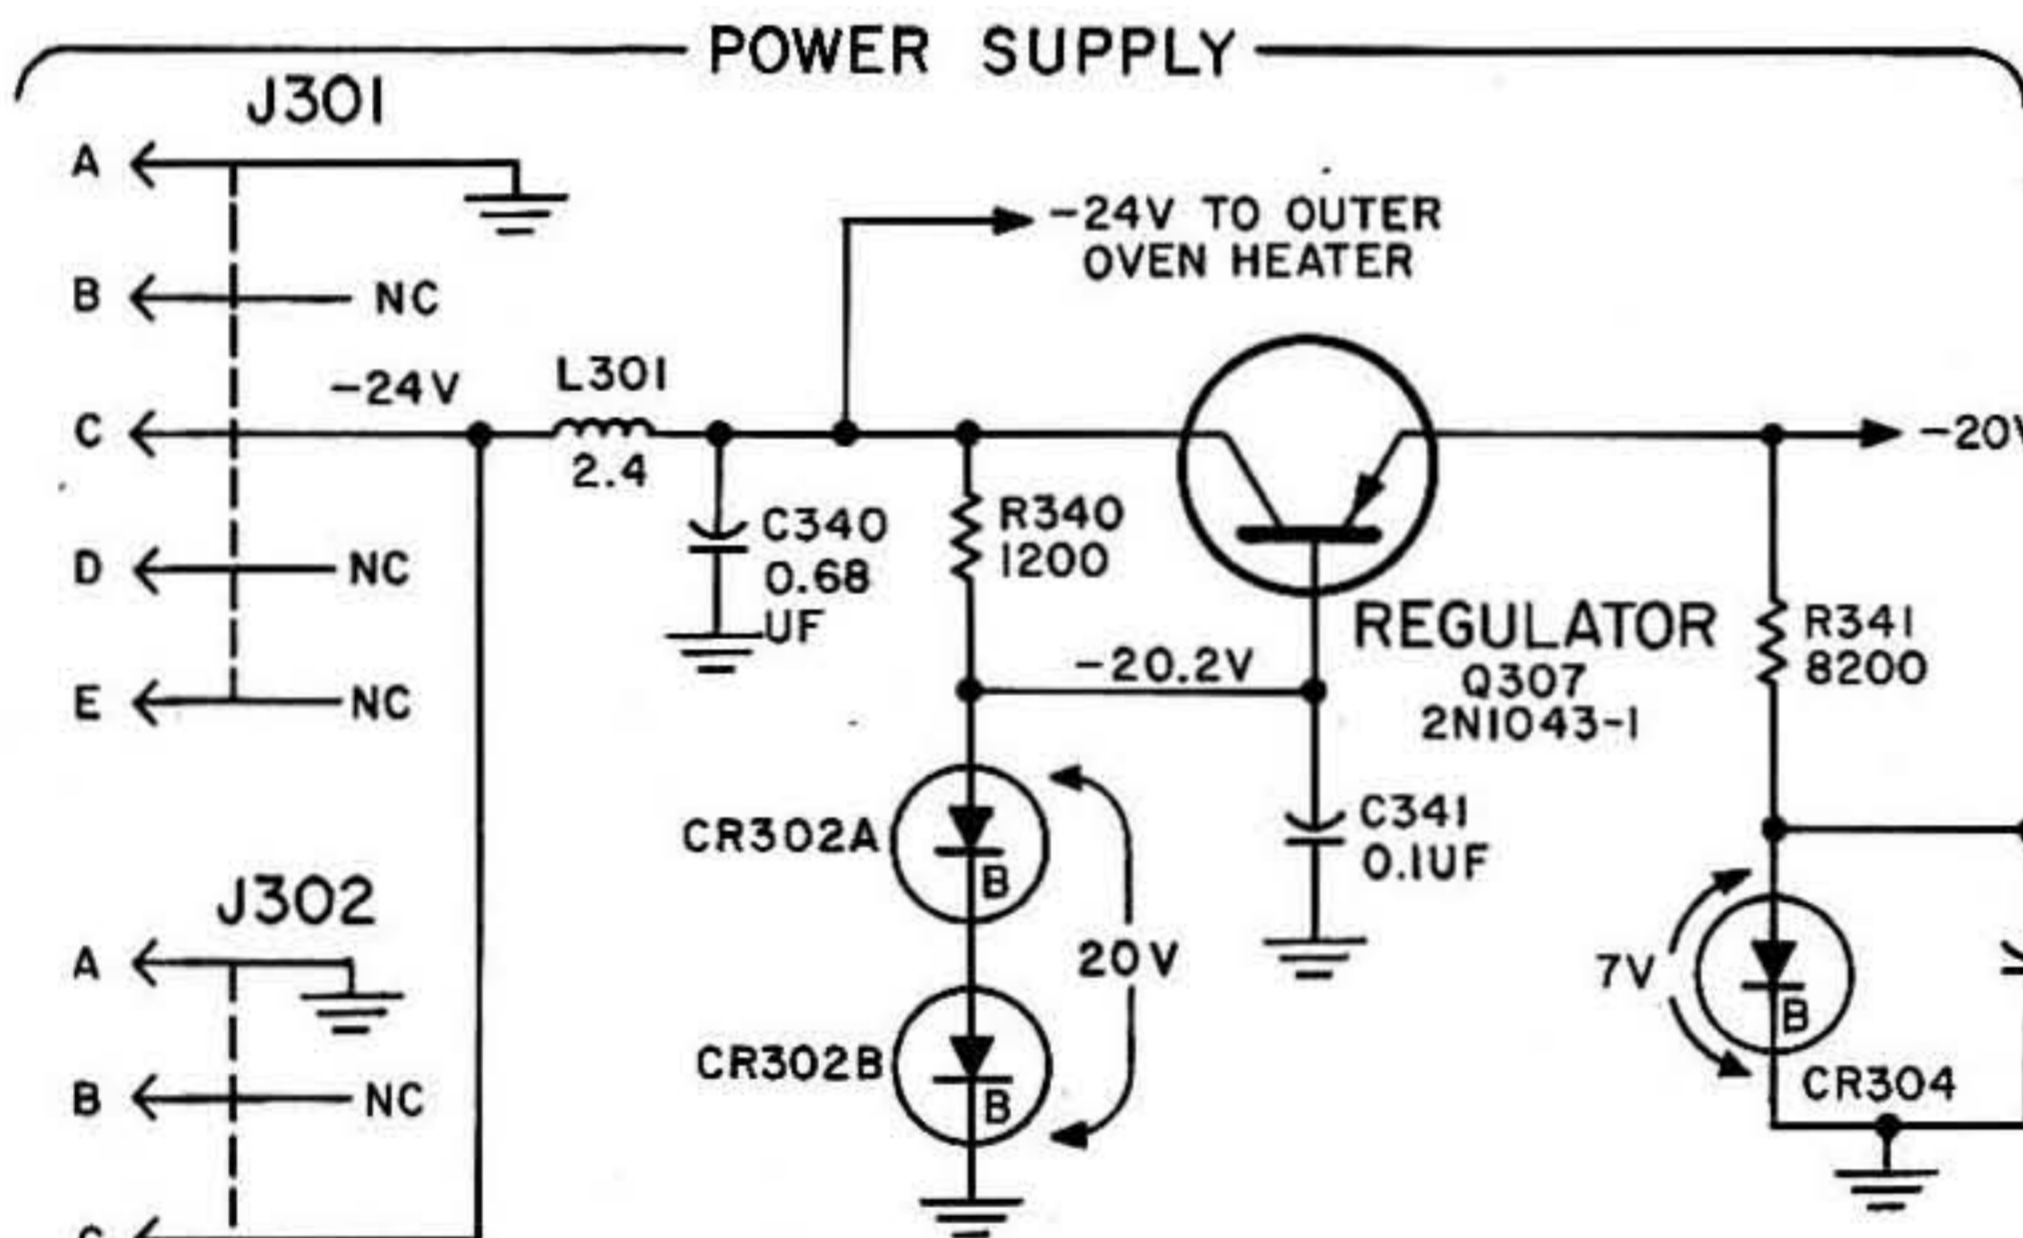 POWER SUPPLY
J301
A
B
NC
C
-24V
L301
2.4
D
NC
E
NC
-24V TO OUTER
OVEN HEATER
C340
0.68
UF
R340
1200
-20.2V
REGULATOR
Q307
2N1043-1
R341
8200
CR302A
B
CR302B
B
20V
C341
0.1UF
7V
B
CR304
J302
A
B
NC